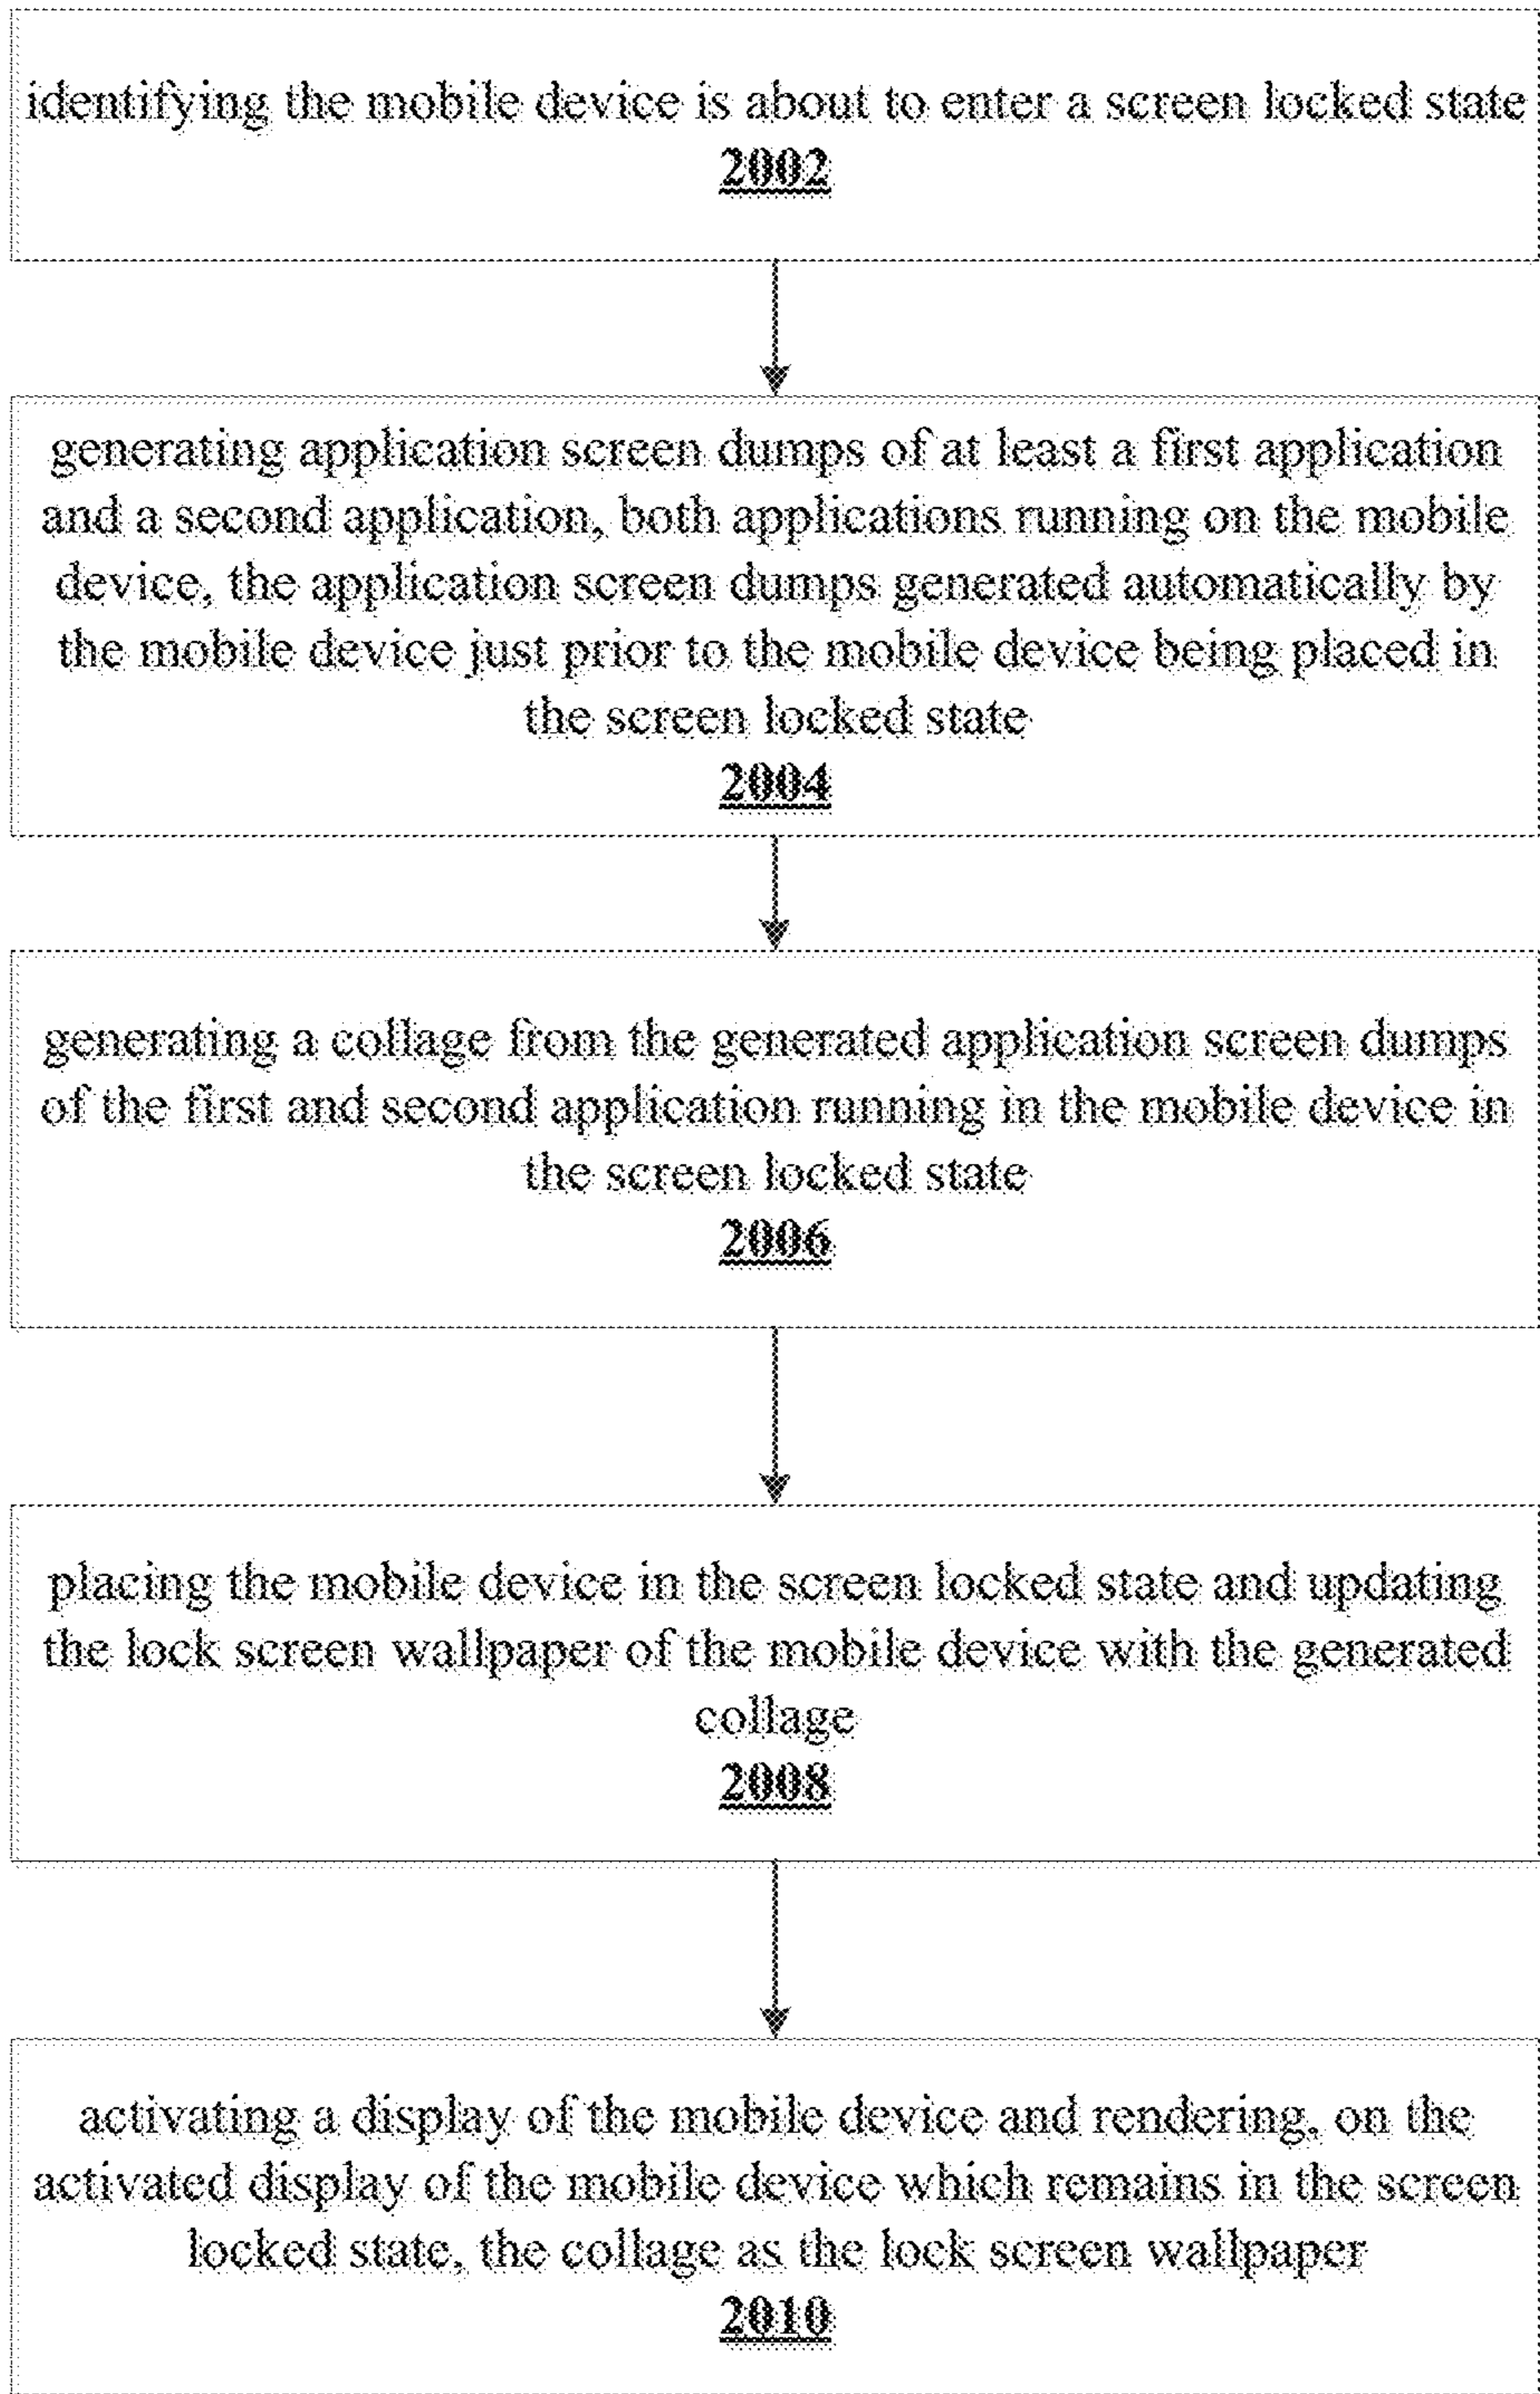 identifying the mobile device is about to enter a screen locked state
2002
generating application screen dumps of at least a first application
and a second application, both applications running on the mobile
device, the application screen dumps generated automatically by
the mobile device just prior to the mobile device being placed in
the screen locked state
2004
generating a collage from the generated application screen dumps
of the first and second application running in the mobile device in
the screen locked state
2006
placing the mobile device in the screen locked state and updating
the lock screen wallpaper of the mobile device with the generated
collage
2008
activating a display of the mobile device and rendering, on the
activated display of the mobile device which remains in the screen
locked state, the collage as the lock screen wallpaper
2010